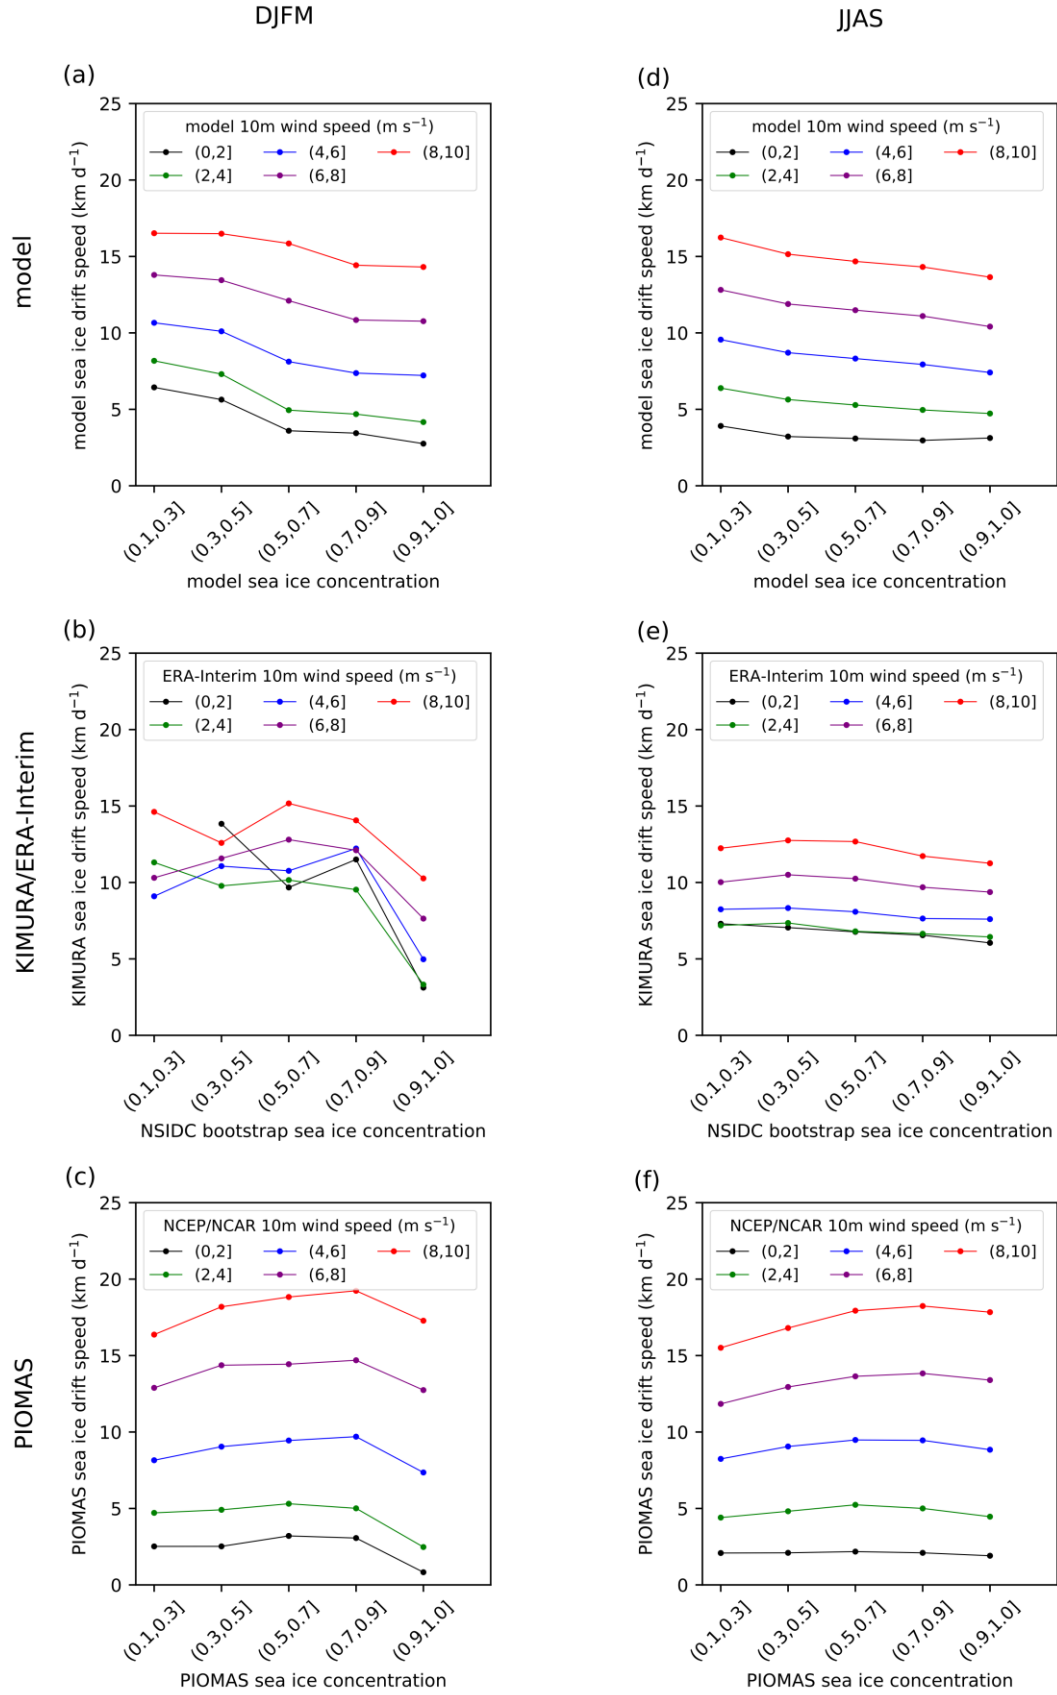 DJFM
JJAS
model
(a)
model sea ice drift speed (km d⁻¹)
25
20
15
10
5
0
model 10m wind speed (m s⁻¹)
(0,2] (4,6] (8,10]
(2,4] (6,8]
(0.1,0.3] (0.3,0.5] (0.5,0.7] (0.7,0.9] (0.9,1.0]
model sea ice concentration
(d)
model sea ice drift speed (km d⁻¹)
25
20
15
10
5
0
model 10m wind speed (m s⁻¹)
(0,2] (4,6] (8,10]
(2,4] (6,8]
(0.1,0.3] (0.3,0.5] (0.5,0.7] (0.7,0.9] (0.9,1.0]
model sea ice concentration
KIMURA/ERA-Interim
(b)
KIMURA sea ice drift speed (km d⁻¹)
25
20
15
10
5
0
ERA-Interim 10m wind speed (m s⁻¹)
(0,2] (4,6] (8,10]
(2,4] (6,8]
(0.1,0.3] (0.3,0.5] (0.5,0.7] (0.7,0.9] (0.9,1.0]
NSIDC bootstrap sea ice concentration
(e)
KIMURA sea ice drift speed (km d⁻¹)
25
20
15
10
5
0
ERA-Interim 10m wind speed (m s⁻¹)
(0,2] (4,6] (8,10]
(2,4] (6,8]
(0.1,0.3] (0.3,0.5] (0.5,0.7] (0.7,0.9] (0.9,1.0]
NSIDC bootstrap sea ice concentration
PIOMAS
(c)
PIOMAS sea ice drift speed (km d⁻¹)
25
20
15
10
5
0
NCEP/NCAR 10m wind speed (m s⁻¹)
(0,2] (4,6] (8,10]
(2,4] (6,8]
(0.1,0.3] (0.3,0.5] (0.5,0.7] (0.7,0.9] (0.9,1.0]
PIOMAS sea ice concentration
(f)
PIOMAS sea ice drift speed (km d⁻¹)
25
20
15
10
5
0
NCEP/NCAR 10m wind speed (m s⁻¹)
(0,2] (4,6] (8,10]
(2,4] (6,8]
(0.1,0.3] (0.3,0.5] (0.5,0.7] (0.7,0.9] (0.9,1.0]
PIOMAS sea ice concentration